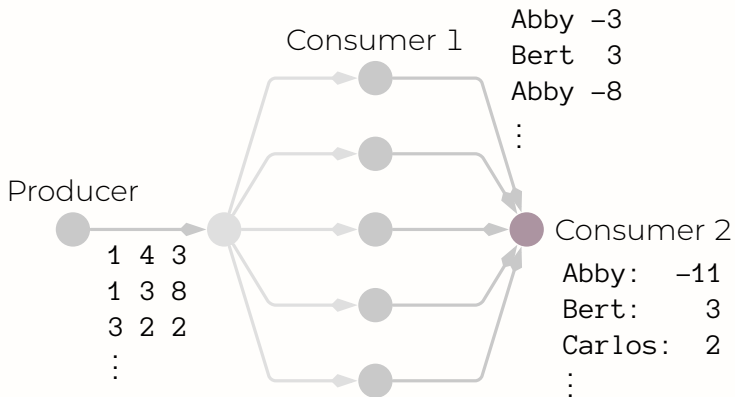 Abby −3
Bert 3
Abby −8
⋮
Consumer 1
Producer
1 4 3
1 3 8
3 2 2
⋮
Consumer 2
Abby: −11
Bert: 3
Carlos: 2
⋮